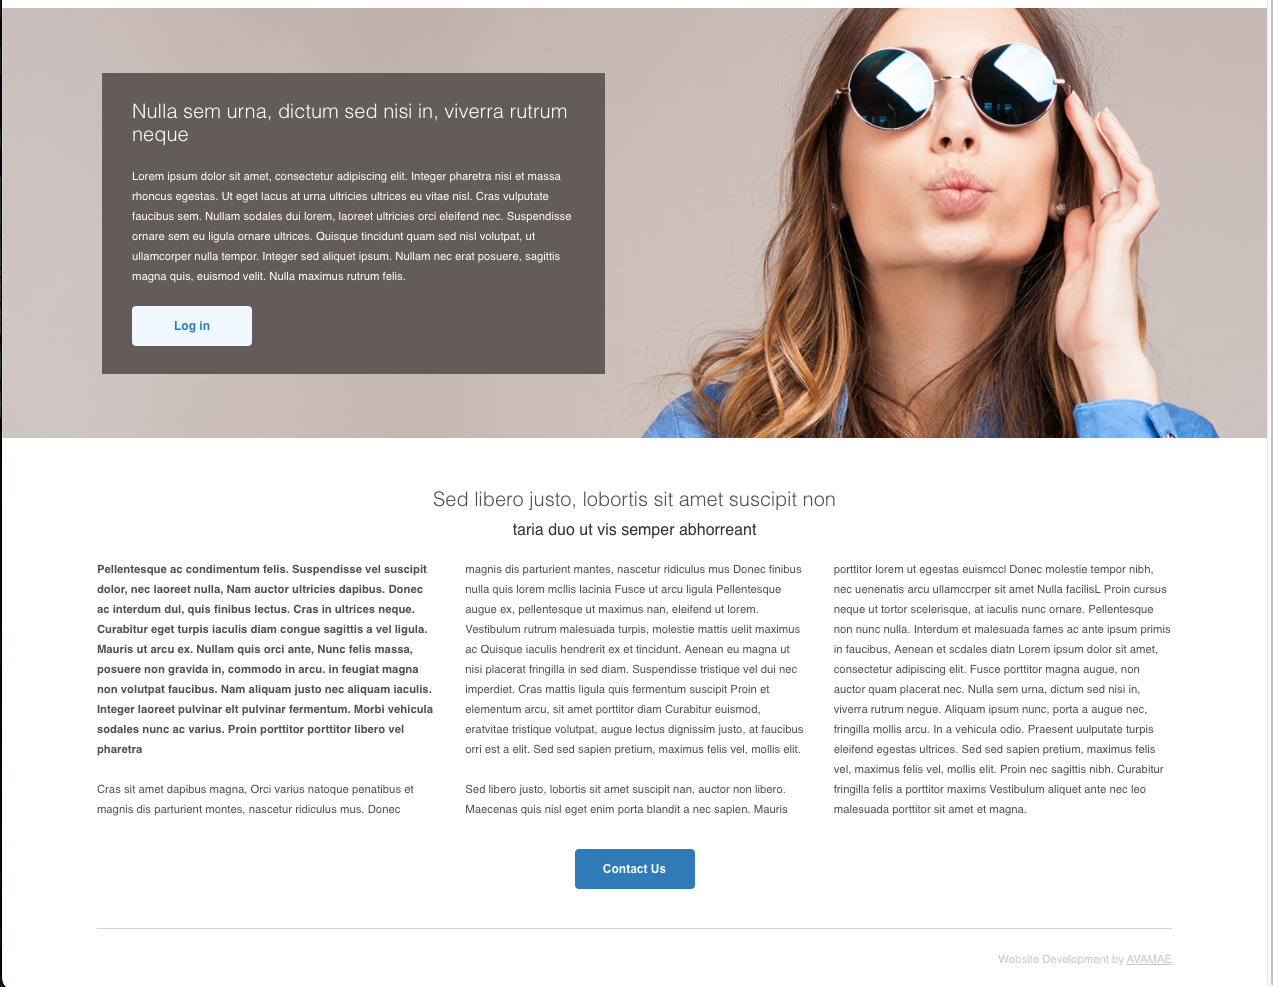 Nulla sem urna, dictum sed nisi in, viverra rutrum
neque
Lorem ipsum dolor sit amet, consectetur adipiscing elit. Integer pharetra nisi et massa
rhoncus egestas. Ut eget lacus at urna ultricies ultrices eu vitae nisl. Cras vulputate
faucibus sem. Nullam sodales dui lorem, laoreet ultricies orci eleifend nec. Suspendisse
ornare sem eu ligula ornare ultrices. Quisque tincidunt quam sed nisl volutpat, ut
ullamcorper nulla tempor. Integer sed aliquet ipsum. Nullam nec erat posuere, sagittis
magna quis, euismod velit. Nulla maximus rutrum felis.
Log in
Sed libero justo, lobortis sit amet suscipit non
taria duo ut vis semper abhorreant
Pellentesque ac condimentum felis. Suspendisse vel suscipit
dolor, nec laoreet nulla, Nam auctor ultricies dapibus. Donec
ac interdum dul, quis finibus lectus. Cras in ultrices neque.
Curabitur eget turpis iaculis diam congue sagittis a vel ligula.
Mauris ut arcu ex. Nullam quis orci ante, Nunc felis massa,
posuere non gravida in, commodo in arcu. in feugiat magna
non volutpat faucibus. Nam aliquam justo nec aliquam iaculis.
Integer laoreet pulvinar elt pulvinar fermentum. Morbi vehicula
sodales nunc ac varius. Proin porttitor porttitor libero vel
pharetra
Cras sit amet dapibus magna, Orci varius natoque penatibus et
magnis dis parturient montes, nascetur ridiculus mus. Donec
magnis dis parturient mantes, nascetur ridiculus mus Donec finibus
nulla quis lorem mcllis lacinia Fusce ut arcu ligula Pellentesque
augue ex, pellentesque ut maximus nan, eleifend ut lorem.
Vestibulum rutrum malesuada turpis, molestie mattis uelit maximus
ac Quisque iaculis hendrerit ex et tincidunt. Aenean eu magna ut
nisi placerat fringilla in sed diam. Suspendisse tristique vel dui nec
imperdiet. Cras mattis ligula quis fermentum suscipit Proin et
elementum arcu, sit amet porttitor diam Curabitur euismod,
eratvitae tristique volutpat, augue lectus dignissim justo, at faucibus
orri est a elit. Sed sed sapien pretium, maximus felis vel, mollis elit.
Sed libero justo, lobortis sit amet suscipit nan, auctor non libero.
Maecenas quis nisl eget enim porta blandit a nec sapien. Mauris
porttitor lorem ut egestas euismccl Donec molestie tempor nibh,
nec uenenatis arcu ullamccrper sit amet Nulla facilisL Proin cursus
neque ut tortor scelerisque, at iaculis nunc ornare. Pellentesque
non nunc nulla. Interdum et malesuada fames ac ante ipsum primis
in faucibus, Aenean et scdales diatn Lorem ipsum dolor sit amet,
consectetur adipiscing elit. Fusce porttitor magna augue, non
auctor quam placerat nec. Nulla sem urna, dictum sed nisi in,
viverra rutrum negue. Aliquam ipsum nunc, porta a augue nec,
fringilla mollis arcu. In a vehicula odio. Praesent uulputate turpis
eleifend egestas ultrices. Sed sed sapien pretium, maximus felis
vel, maximus felis vel, mollis elit. Proin nec sagittis nibh. Curabitur
fringilla felis a porttitor maxims Vestibulum aliquet ante nec leo
malesuada porttitor sit amet et magna.
Contact Us
Website Development by AVAMAE